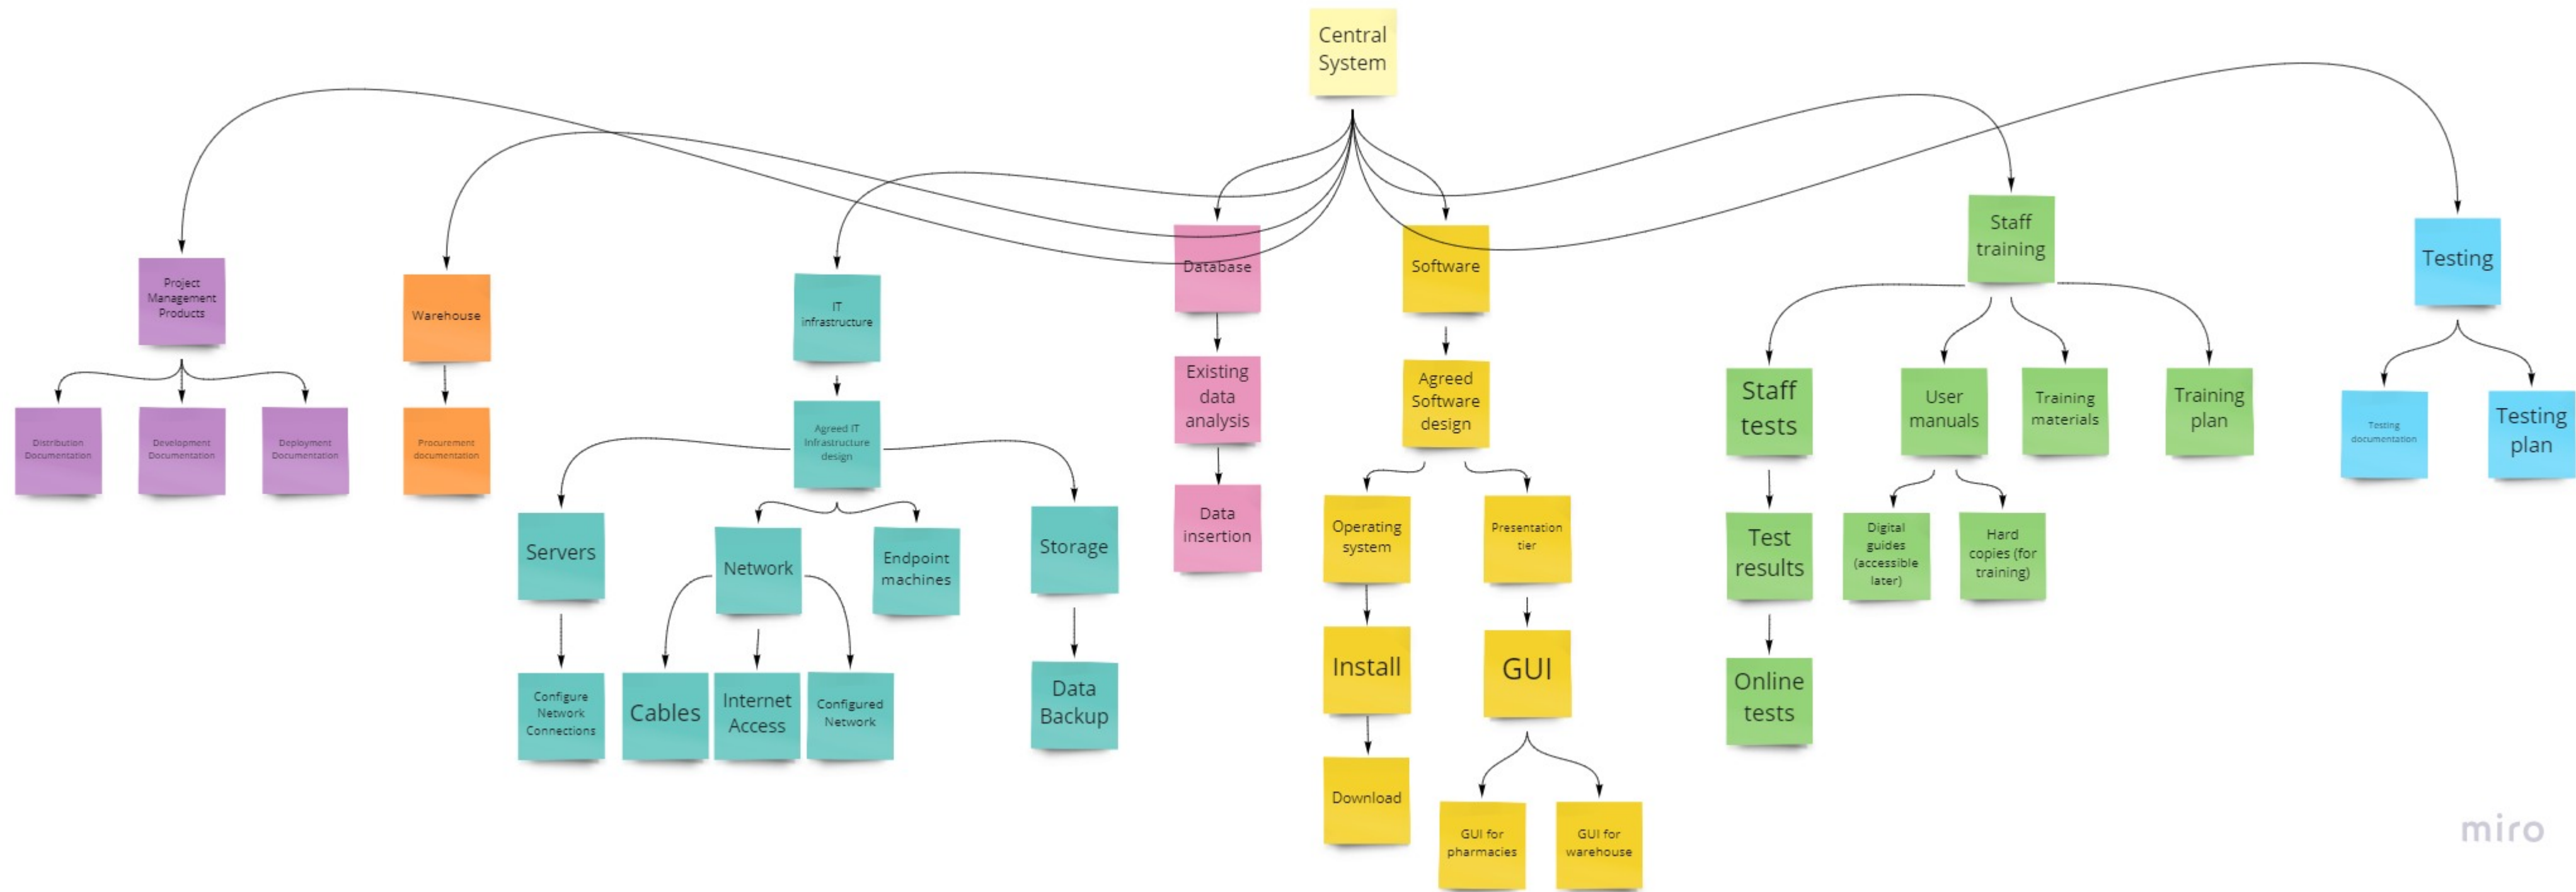 Central
System
Project
Management
Products
Distribution
Documentation
Development
Documentation
Deployment
Documentation
Warehouse
Procurement
documentation
IT
infrastructure
Agreed IT
Infrastructure
design
Servers
Configure
Network
Connections
Network
Cables
Internet
Access
Configured
Network
Endpoint
machines
Storage
Data
Backup
Database
Existing
data
analysis
Data
insertion
Software
Agreed
Software
design
Operating
system
Install
Download
Presentation
tier
GUI
GUI for
pharmacies
GUI for
warehouse
Staff
training
Staff
tests
Test
results
Online
tests
User
manuals
Digital
guides
(accessible
later)
Hard
copies (for
training)
Training
materials
Training
plan
Testing
Testing
documentation
Testing
plan
miro